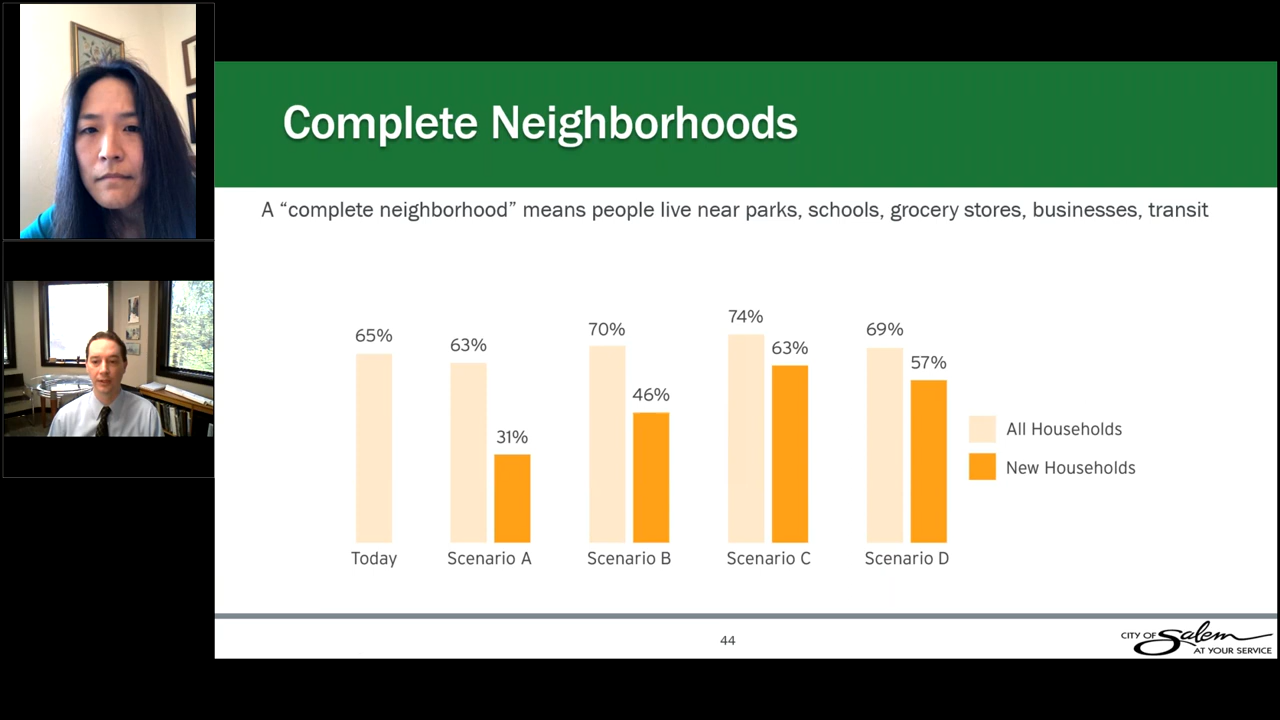 Complete Neighborhoods
A “complete neighborhood” means people live near parks, schools, grocery stores, businesses, transit
65%
63%
31%
70%
46%
74%
63%
69%
57%
All Households
New Households
Today
Scenario A
Scenario B
Scenario C
Scenario D
44
CITY OF Salem
AT YOUR SERVICE